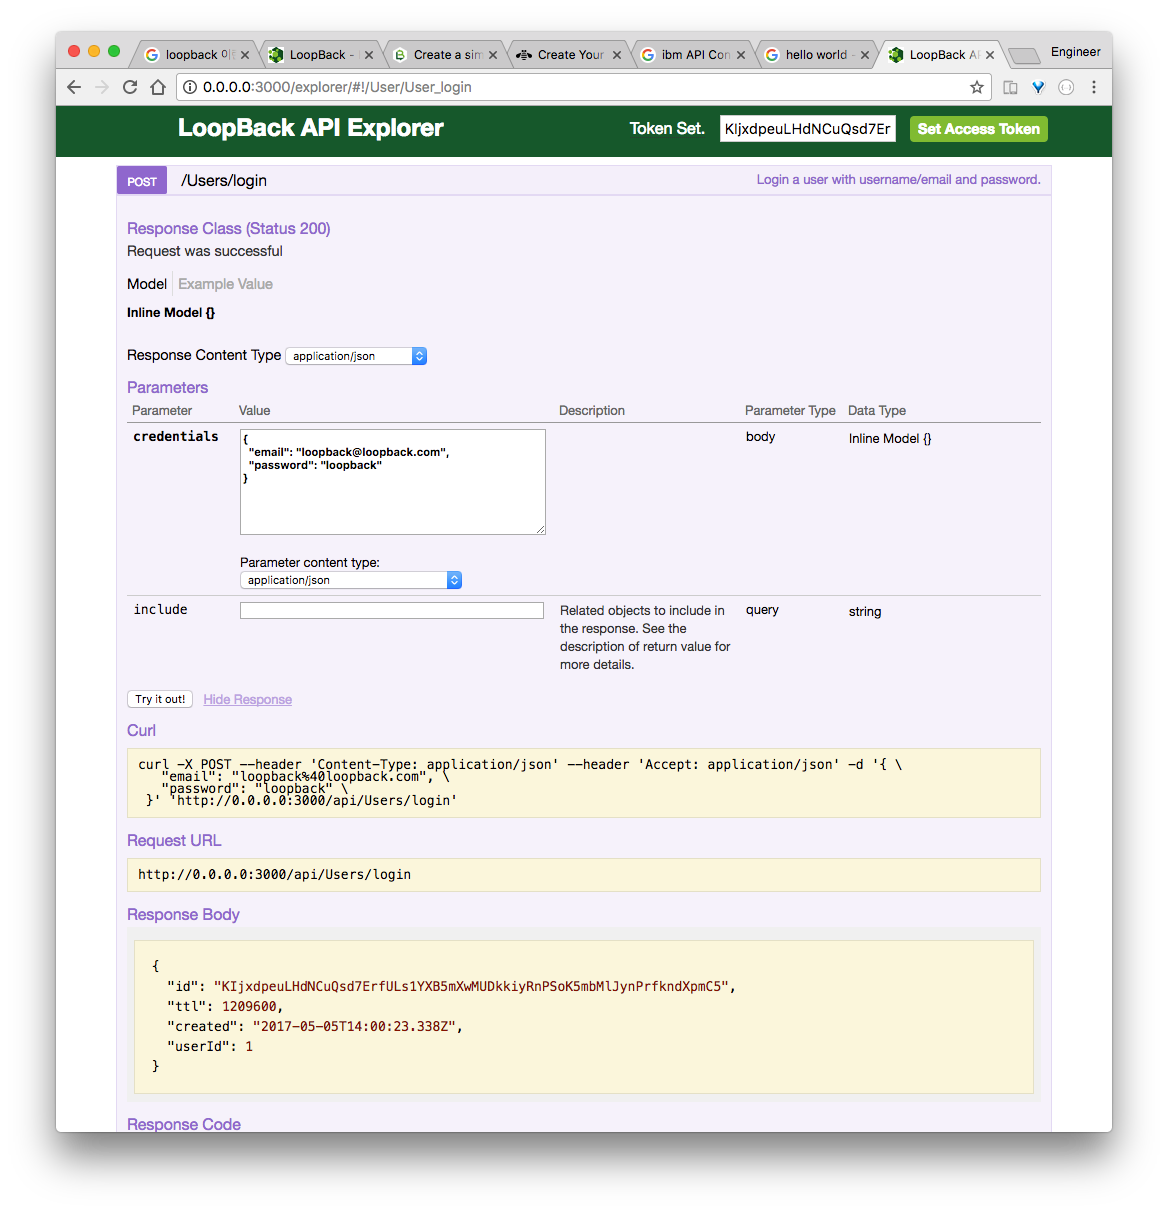 loopback 이
LoopBack -
Create a sim
Create Your
ibm API Con
hello world -
LoopBack AP
Engineer
0.0.0.0:3000/explorer/#!/User/User_login
LoopBack API Explorer
Token Set.
KIjxdpeuLHdNCuQsd7Er
Set Access Token
POST /Users/login
Login a user with username/email and password.
Response Class (Status 200)
Request was successful
Model Example Value
Inline Model {}
Response Content Type application/json
Parameters
Parameter Value Description Parameter Type Data Type
credentials
{
"email": "loopback@loopback.com",
"password": "loopback"
}
body
Inline Model {}
Parameter content type:
application/json
include
Related objects to include in
the response. See the
description of return value for
more details.
query
string
Try it out! Hide Response
Curl
curl -X POST --header 'Content-Type: application/json' --header 'Accept: application/json' -d '{ \
"email": "loopback%40loopback.com", \
"password": "loopback" \
}' 'http://0.0.0.0:3000/api/Users/login'
Request URL
http://0.0.0.0:3000/api/Users/login
Response Body
{
"id": "KIjxdpeuLHdNCuQsd7ErfULs1YXB5mXwMUDkkiyRnPSoK5mbMlJynPrfkndXpmC5",
"ttl": 1209600,
"created": "2017-05-05T14:00:23.338Z",
"userId": 1
}
Response Code